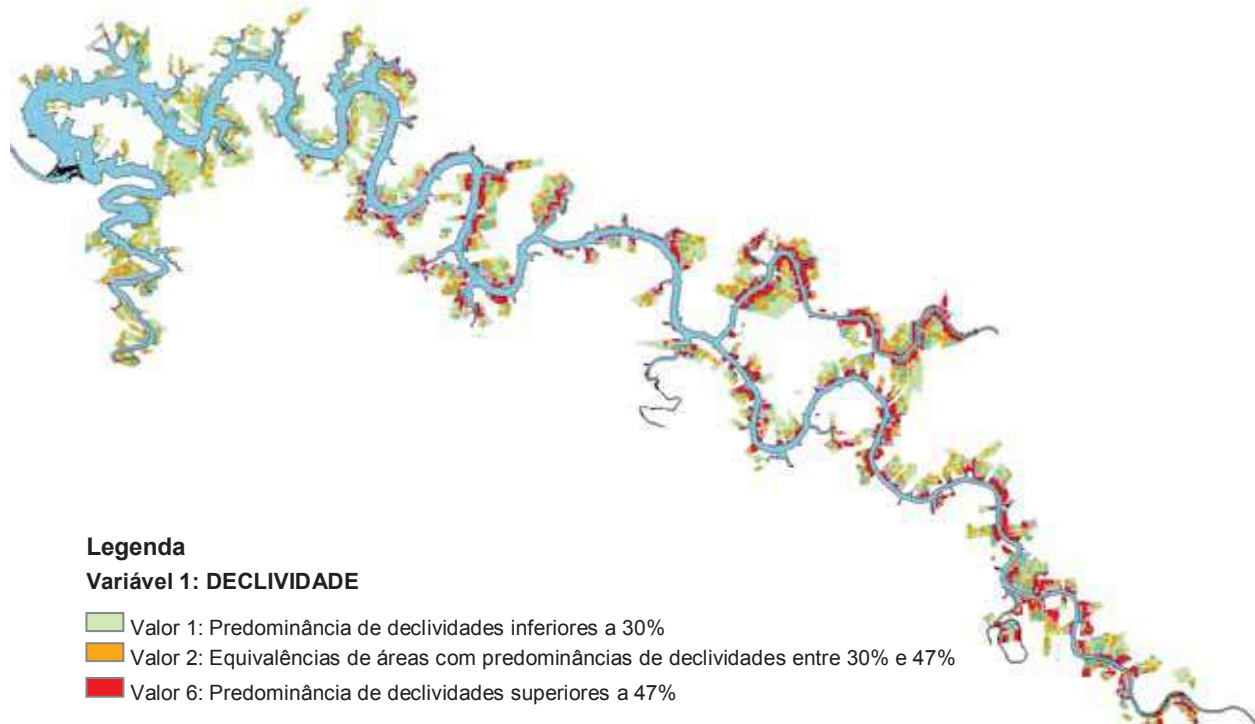 Legenda
Variável 1: DECLIVIDADE
Valor 1: Predominância de declividades inferiores a 30%
Valor 2: Equivalências de áreas com predominâncias de declividades entre 30% e 47%
Valor 6: Predominância de declividades superiores a 47%